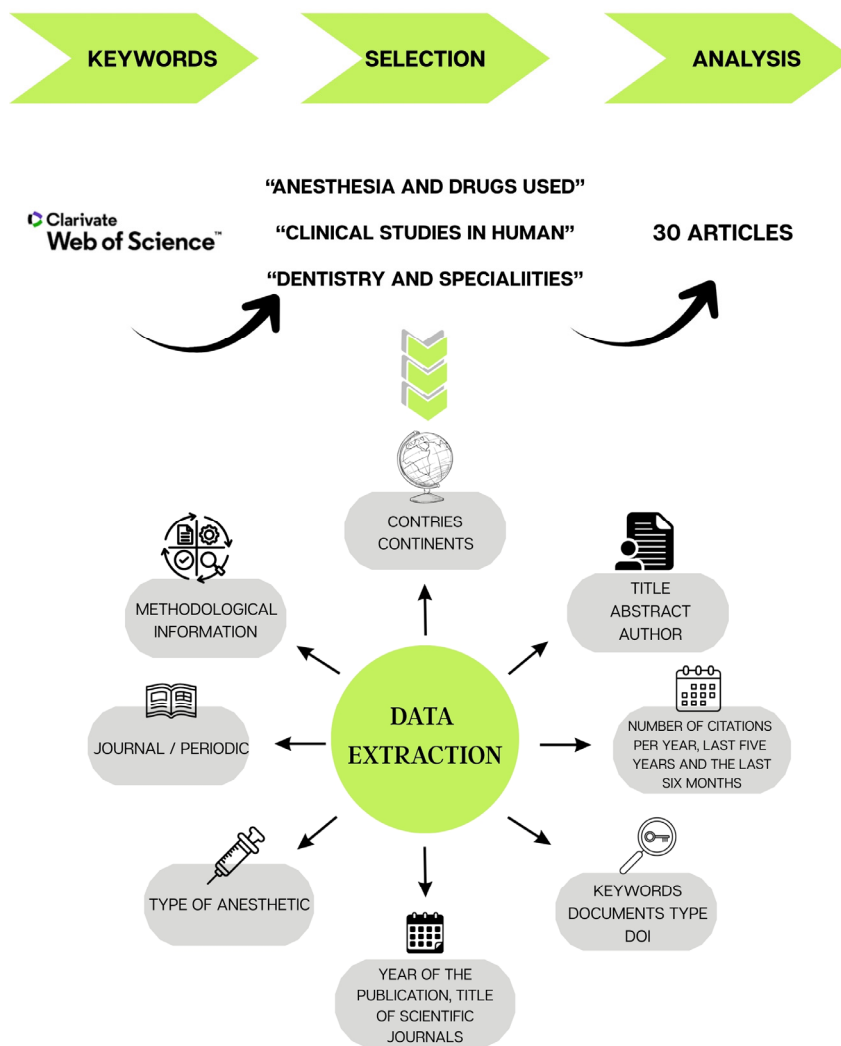 KEYWORDS
SELECTION
ANALYSIS
“ANESTHESIA AND DRUGS USED”
Clarivate
Web of Science™
“CLINICAL STUDIES IN HUMAN”
30 ARTICLES
“DENTISTRY AND SPECIALIITIES”
CONTRIES
CONTINENTS
METHODOLOGICAL
INFORMATION
TITLE
ABSTRACT
AUTHOR
JOURNAL / PERIODIC
DATA
EXTRACTION
NUMBER OF CITATIONS
PER YEAR, LAST FIVE
YEARS AND THE LAST
SIX MONTHS
TYPE OF ANESTHETIC
KEYWORDS
DOCUMENTS TYPE
DOI
YEAR OF THE
PUBLICATION, TITLE
OF SCIENTIFIC
JOURNALS